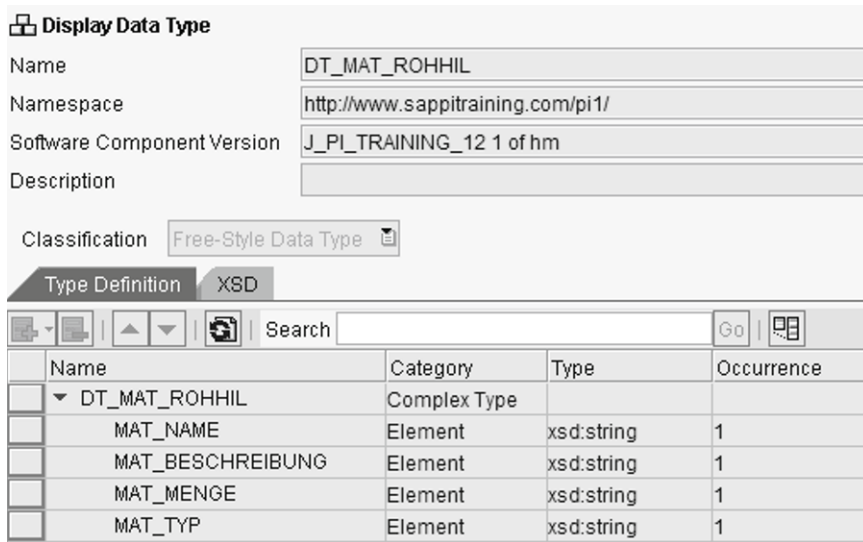 Display Data Type
Name DT_MAT_ROHHIL
Namespace http://www.sappitraining.com/pi1/
Software Component Version J_PI_TRAINING_12 1 of hm
Description
Classification Free-Style Data Type
Type Definition XSD
Search Go
Name Category Type Occurrence
DT_MAT_ROHHIL Complex Type
MAT_NAME Element xsd:string 1
MAT_BESCHREIBUNG Element xsd:string 1
MAT_MENGE Element xsd:string 1
MAT_TYP Element xsd:string 1